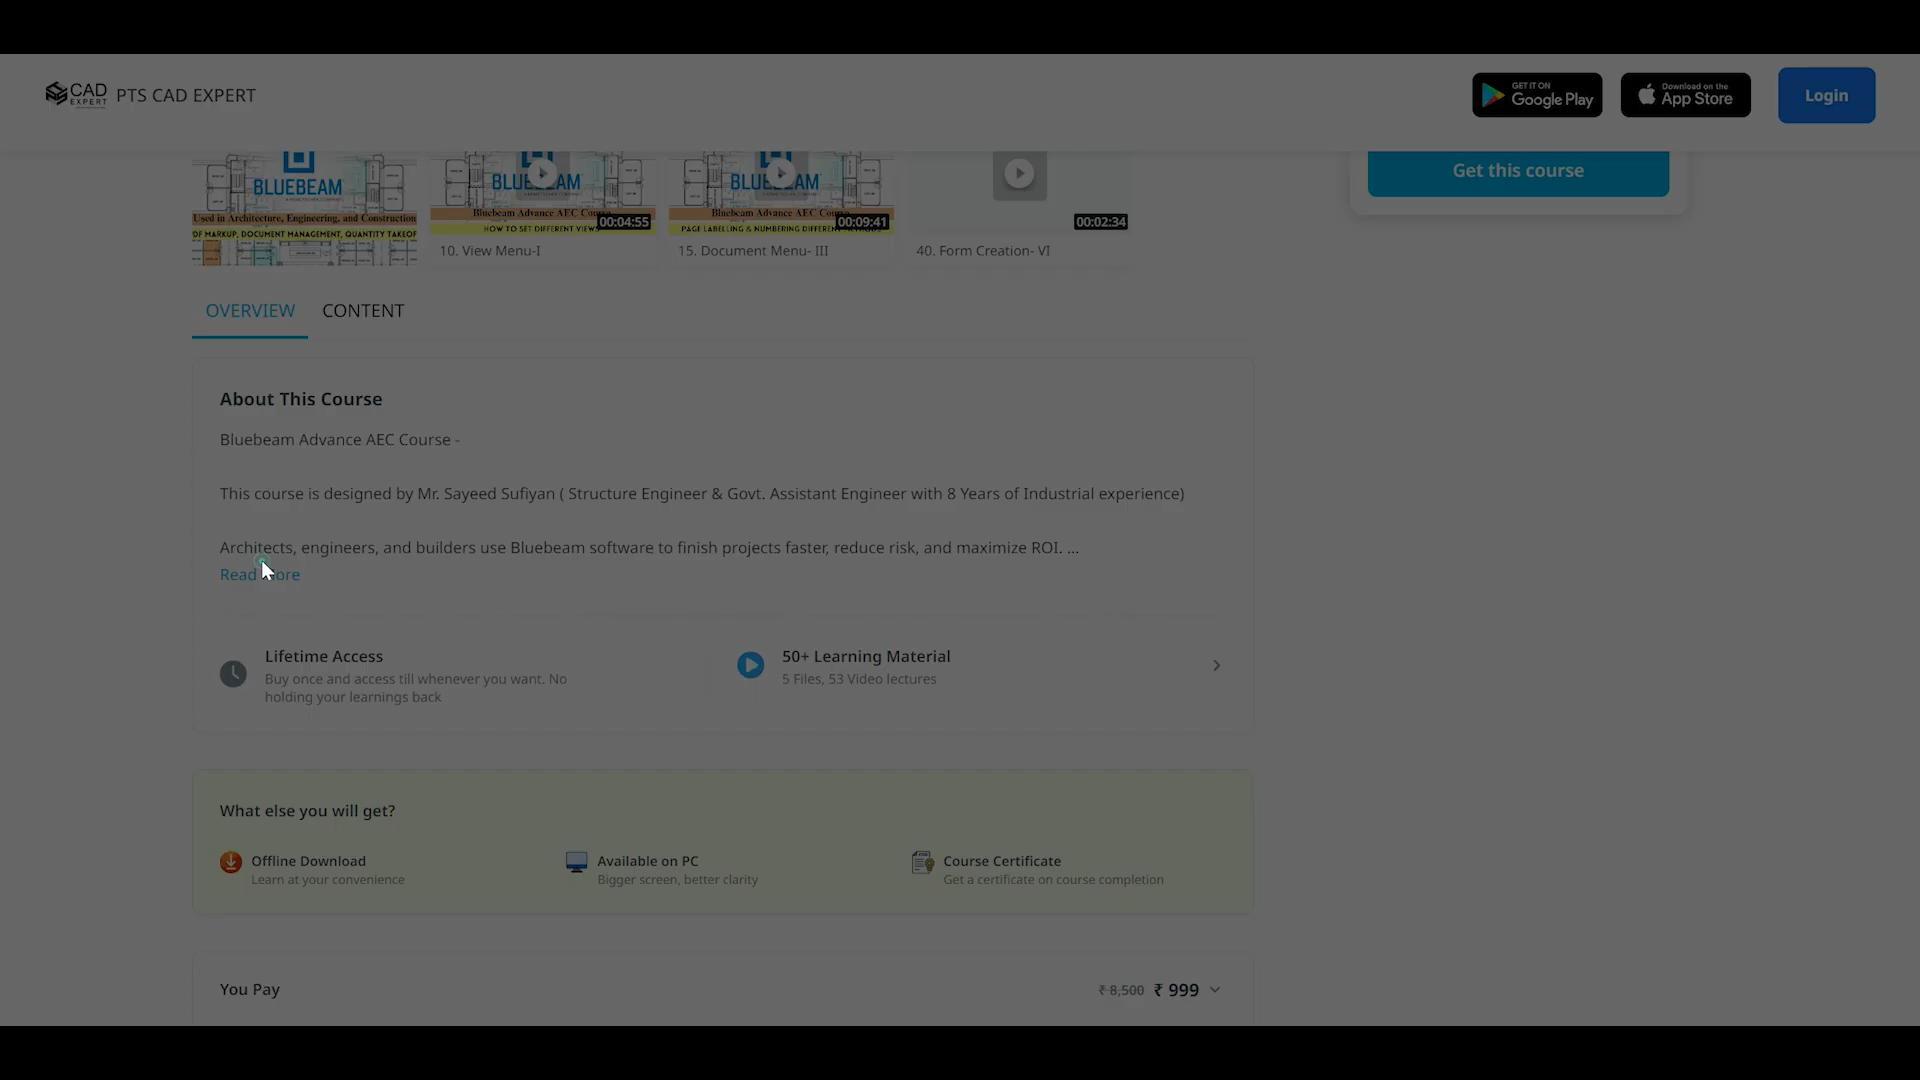 CAD
EXPERT
PTS CAD EXPERT
GET IT ON
Google Play
Download on the
App Store
Login
BLUEBEAM
Used in Architecture, Engineering, and Construction
DF MARKUP, DOCUMENT MANAGEMENT, QUANTITY TAKEOF
Bluebeam Advance AEC
00:04:55
HOW TO SET DIFFERENT VIEWS
10. View Menu-I
Bluebeam Advance AEC
00:09:41
PAGE LABELLING & NUMBERING DIFFERENT
15. Document Menu- III
00:02:34
40. Form Creation- VI
Get this course
OVERVIEW
CONTENT
About This Course
Bluebeam Advance AEC Course -
This course is designed by Mr. Sayeed Sufiyan ( Structure Engineer & Govt. Assistant Engineer with 8 Years of Industrial experience)
Architects, engineers, and builders use Bluebeam software to finish projects faster, reduce risk, and maximize ROI. ...
Read more
Lifetime Access
Buy once and access till whenever you want. No
holding your learnings back
50+ Learning Material
5 Files, 53 Video lectures
What else you will get?
Offline Download
Learn at your convenience
Available on PC
Bigger screen, better clarity
Course Certificate
Get a certificate on course completion
You Pay
₹ 8,500 ₹ 999